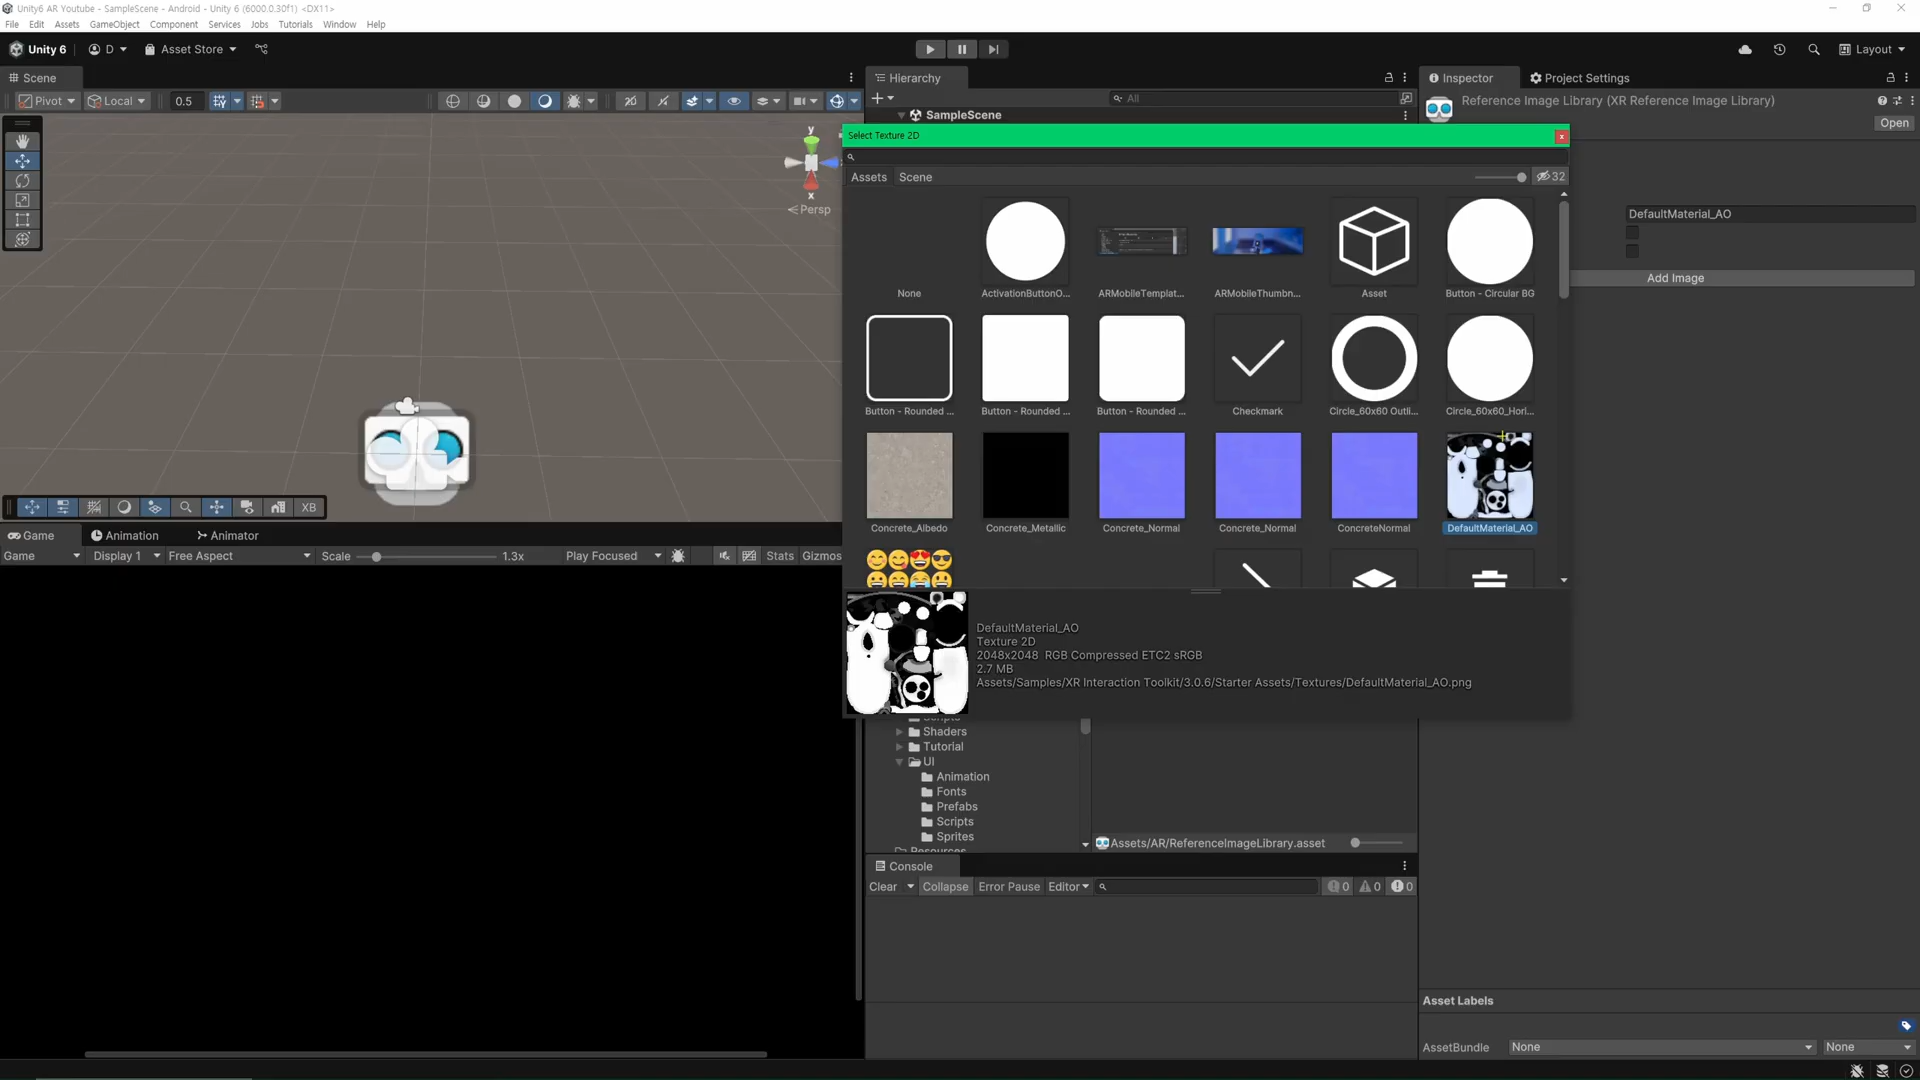 Unity6 AR Youtube - SampleScene - Android - Unity 6 (6000.0.30f1) <DX11>
File Edit Assets GameObject Component Services Jobs Tutorials Window Help
Unity 6 D Asset Store Layout
Scene Hierarchy Inspector Project Settings
Pivot Local 0.5 All
Reference Image Library (XR Reference Image Library)
Open
SampleScene
Select Texture 2D
Assets Scene 32
y
x
Persp
DefaultMaterial_AO
Add Image
None ActivationButtonO... ARMobileTemplat... ARMobileThumbn... Asset Button - Circular BG
Button - Rounded ... Button - Rounded ... Button - Rounded ... Checkmark Circle_60x60 Outli... Circle_60x60_Hori...
Concrete_Albedo Concrete_Metallic Concrete_Normal Concrete_Normal ConcreteNormal DefaultMaterial_AO
XB
Game Animation Animator
Game Display 1 Free Aspect Scale 1.3x Play Focused Stats Gizmos
DefaultMaterial_AO
Texture 2D
2048x2048 RGB Compressed ETC2 sRGB
2.7 MB
Assets/Samples/XR Interaction Toolkit/3.0.6/Starter Assets/Textures/DefaultMaterial_AO.png
Scripts
Shaders
Tutorial
UI
Animation
Fonts
Prefabs
Scripts
Sprites
Resources
Assets/AR/ReferenceImageLibrary.asset
Console
Clear Collapse Error Pause Editor 0 0 0
Asset Labels
AssetBundle None None